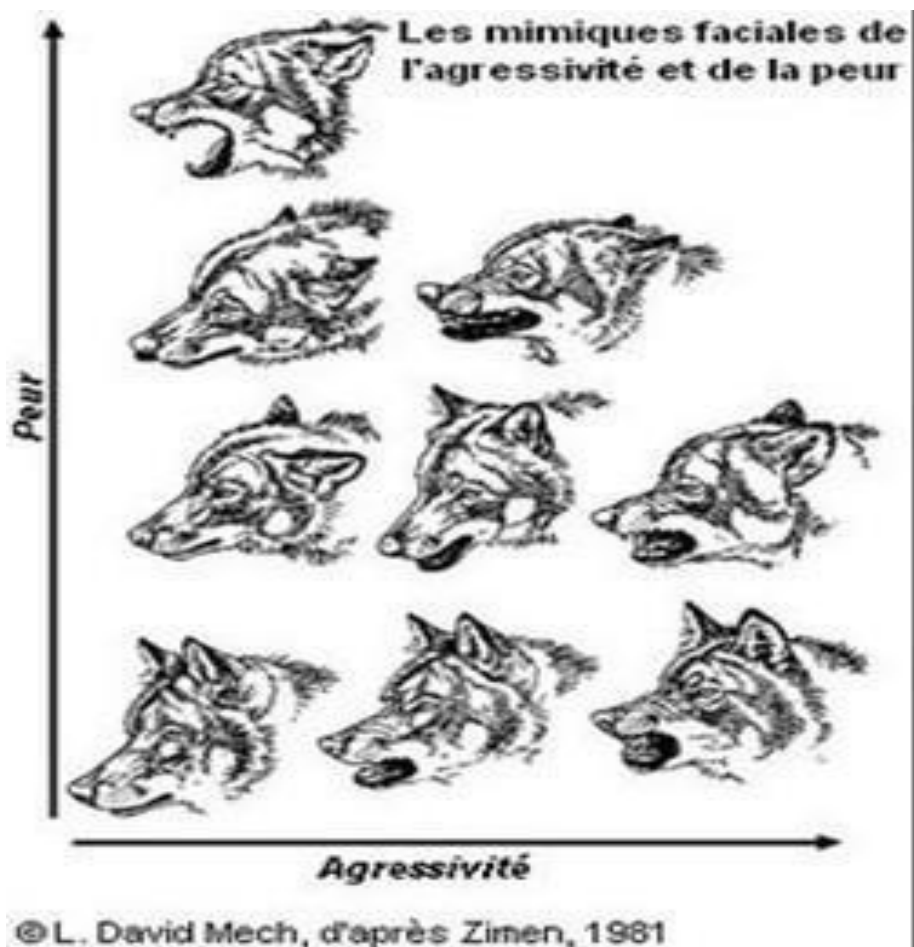 Les mimiques faciales de
l'agressivité et de la peur
Peur
Agressivité
©L. David Mech, d'après Zimen, 1981